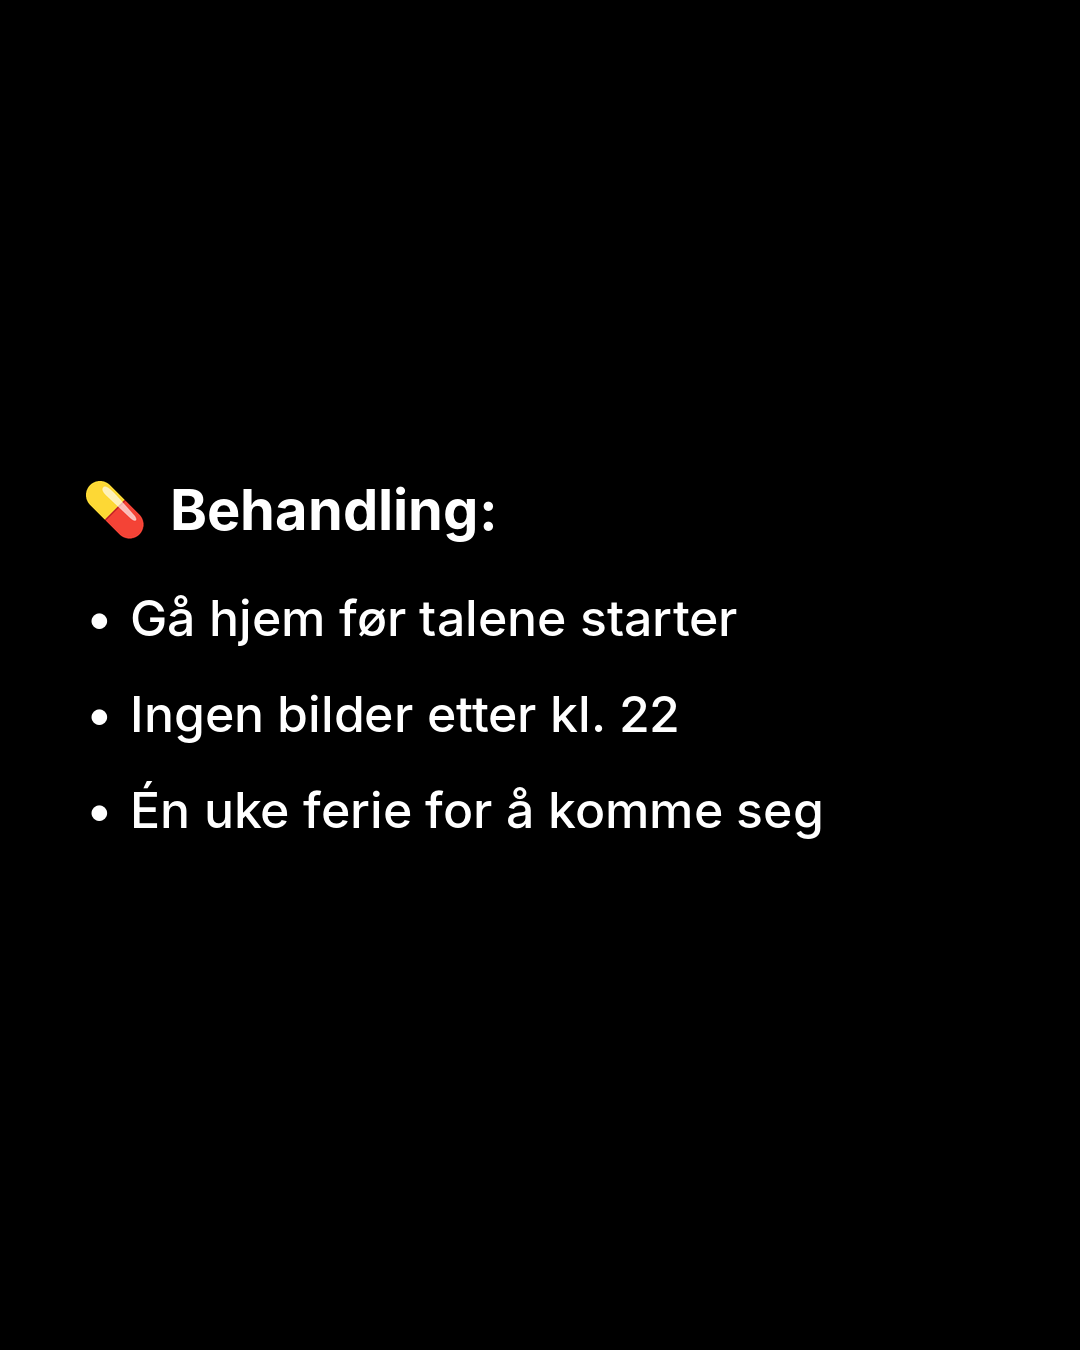 💊 Behandling:
• Gå hjem før talene starter
• Ingen bilder etter kl. 22
• Én uke ferie for å komme seg